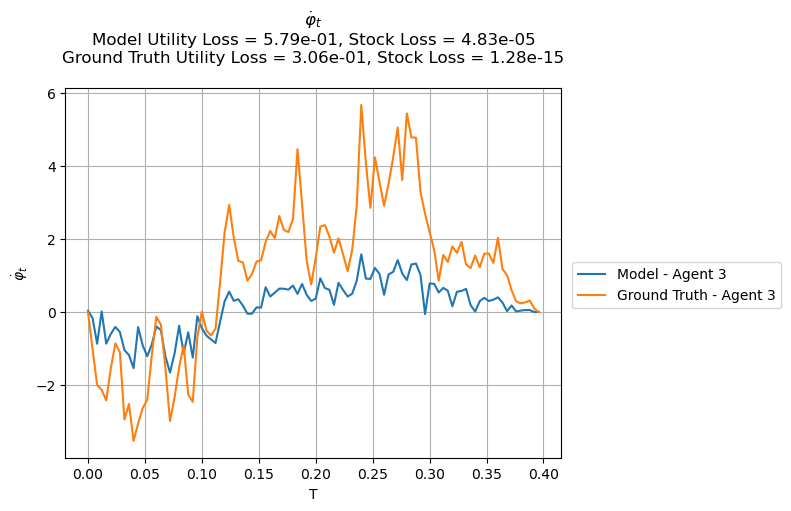 φ̇ₜ
Model Utility Loss = 5.79e-01, Stock Loss = 4.83e-05
Ground Truth Utility Loss = 3.06e-01, Stock Loss = 1.28e-15
6
4
2
0
−2
φ̇ₜ
0.00 0.05 0.10 0.15 0.20 0.25 0.30 0.35 0.40
T
Model - Agent 3
Ground Truth - Agent 3